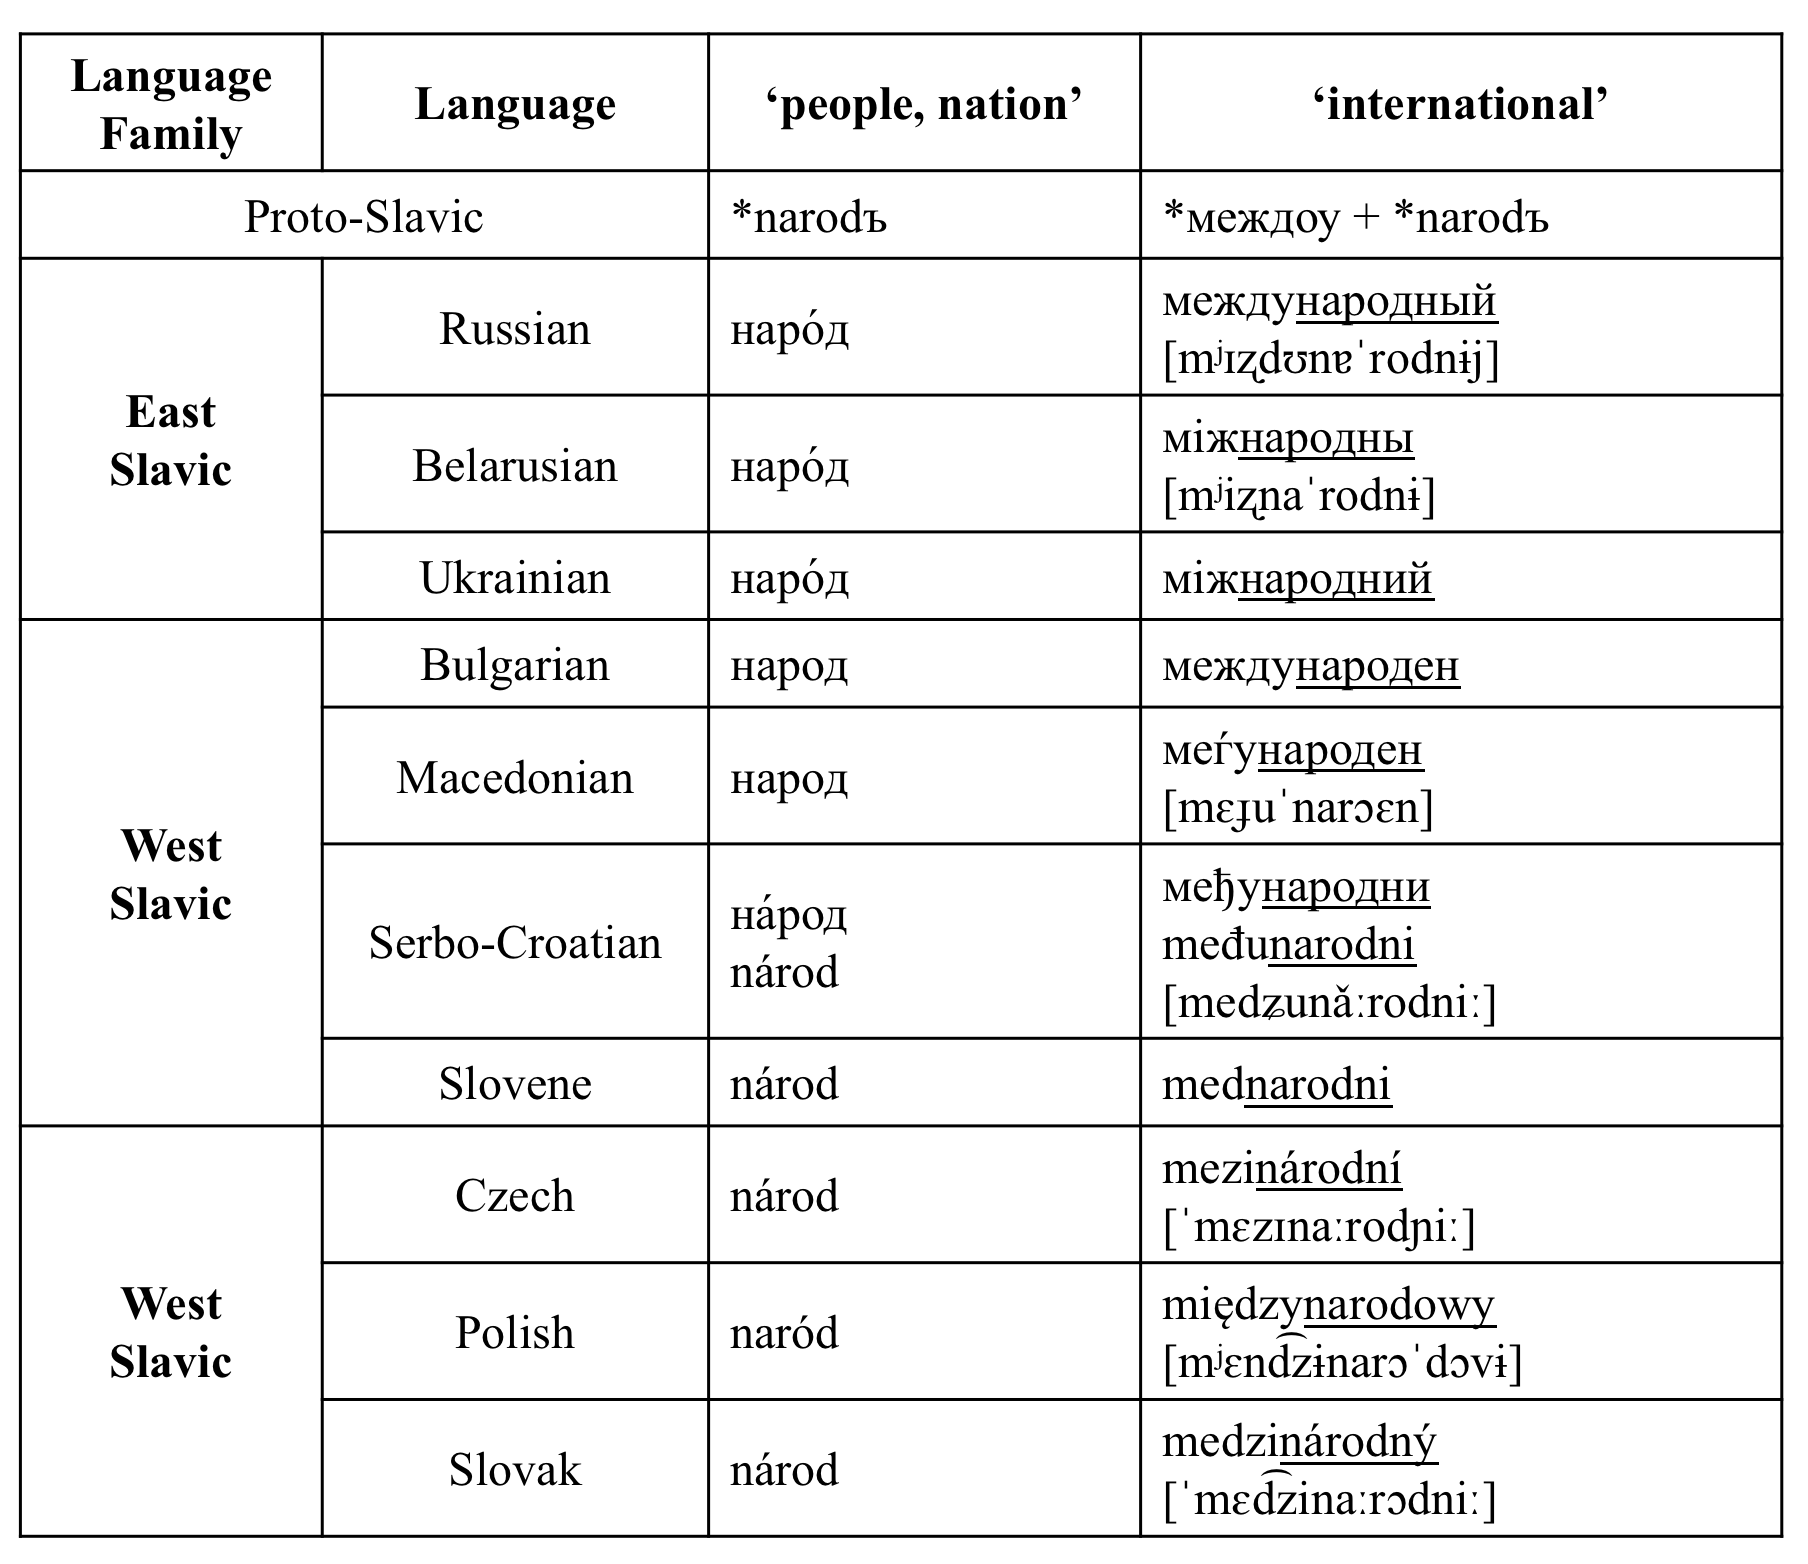 Language
Family
Language
‘people, nation’
‘international’
Proto-Slavic
*narodъ
*междоу + *narodъ
East
Slavic
Russian
наро́д
международный
[mʲɪʐdʊnɐˈrodnɨj]
Belarusian
наро́д
міжнародны
[mʲiʐnaˈrodnɨ]
Ukrainian
наро́д
міжнародний
West
Slavic
Bulgarian
народ
международен
Macedonian
народ
меѓународен
[mɛɟuˈnarɔɛn]
Serbo-Croatian
на́род
národ
међународни
međunarodni
[medʑunǎːrodniː]
Slovene
národ
mednarodni
West
Slavic
Czech
národ
mezinárodní
[ˈmɛzɪnaːrodɲiː]
Polish
naród
międzynarodowy
[mʲɛnd͡zɨnarɔˈdɔvɨ]
Slovak
národ
medzinárodný
[ˈmɛd͡zinaːrɔdniː]